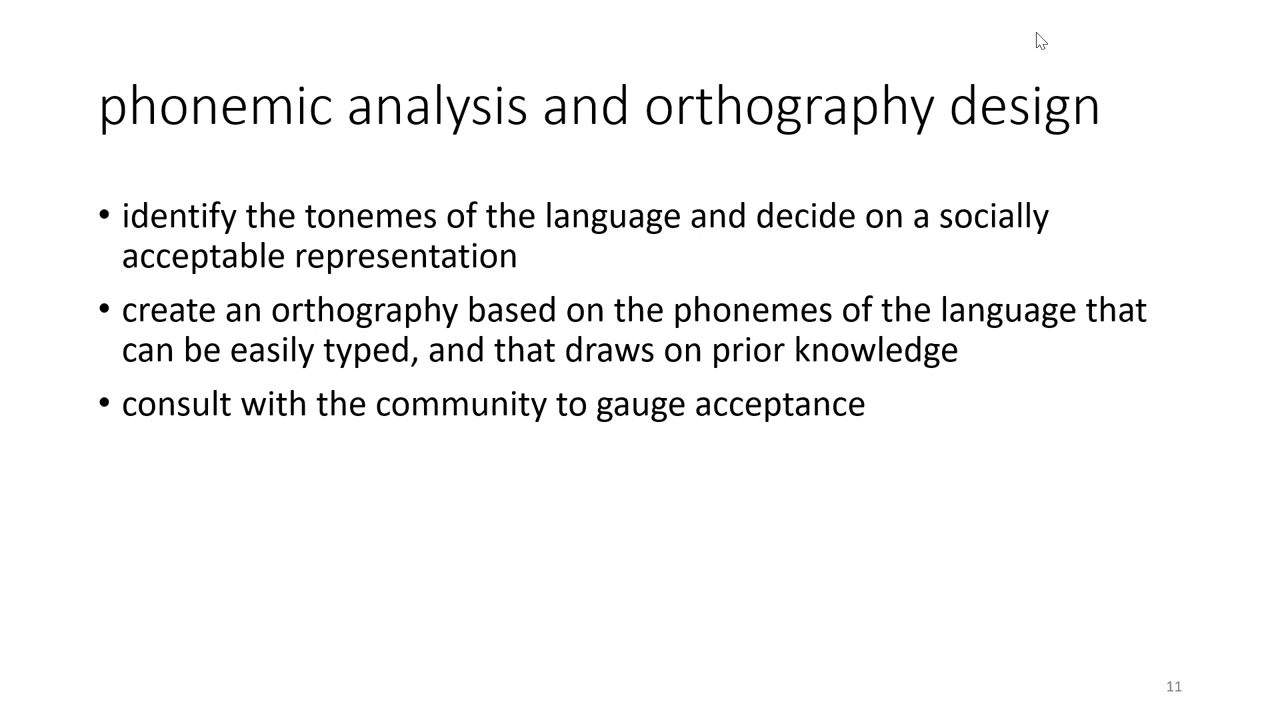 phonemic analysis and orthography design
• identify the tonemes of the language and decide on a socially
acceptable representation
• create an orthography based on the phonemes of the language that
can be easily typed, and that draws on prior knowledge
• consult with the community to gauge acceptance
11